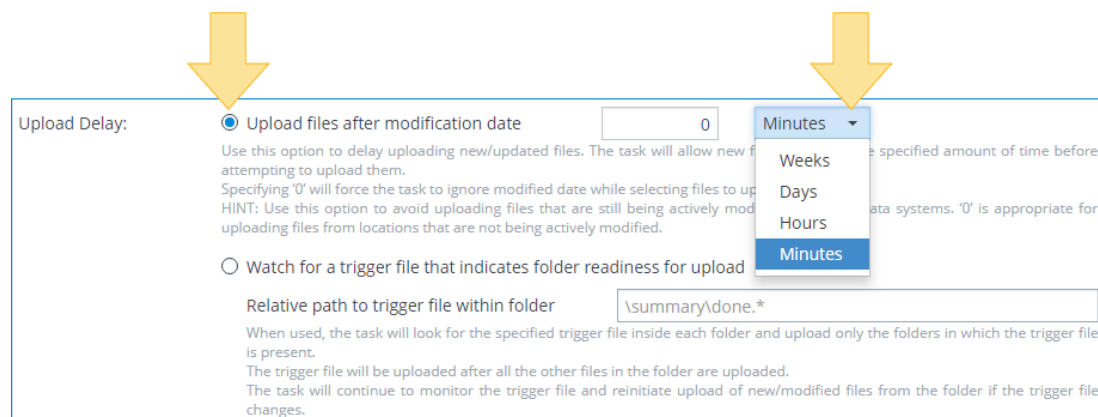 Upload Delay:
Upload files after modification date 0 Minutes
Use this option to delay uploading new/updated files. The task will allow new f e specified amount of time before
attempting to upload them.
Specifying ‘0’ will force the task to ignore modified date while selecting files to up
HINT: Use this option to avoid uploading files that are still being actively mod ata systems. ‘0’ is appropriate for
uploading files from locations that are not being actively modified.
Weeks
Days
Hours
Minutes
Watch for a trigger file that indicates folder readiness for upload
Relative path to trigger file within folder \summary\done.*
When used, the task will look for the specified trigger file inside each folder and upload only the folders in which the trigger file
is present.
The trigger file will be uploaded after all the other files in the folder are uploaded.
The task will continue to monitor the trigger file and reinitiate upload of new/modified files from the folder if the trigger file
changes.